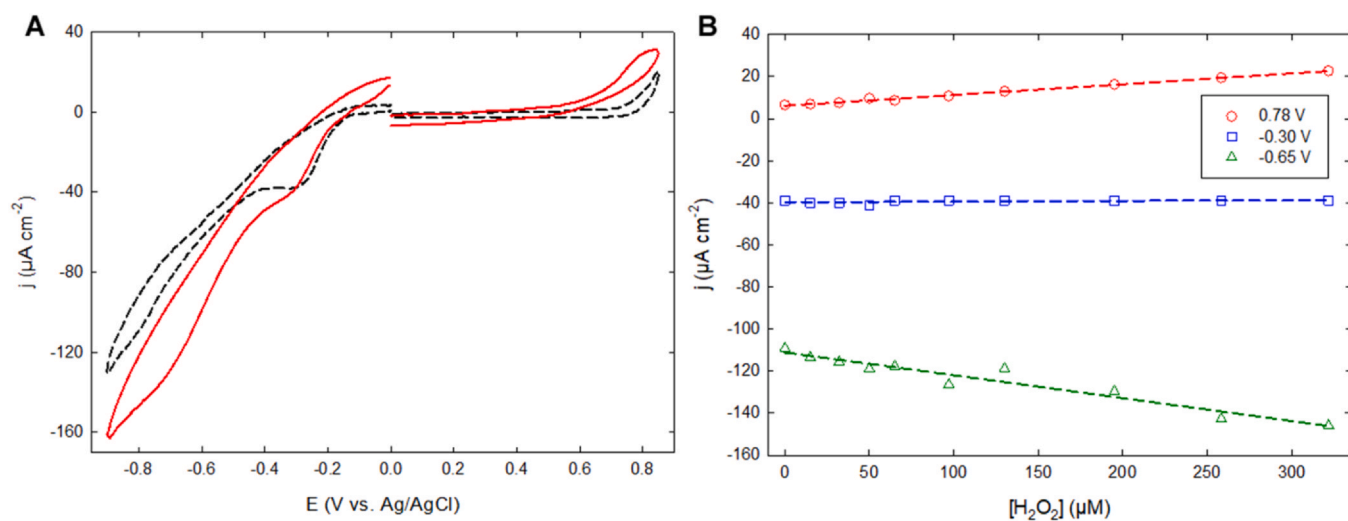 A
40
0
-40
-80
-120
-160
j (µA cm-2)
-0.8 -0.6 -0.4 -0.2 0.0 0.2 0.4 0.6 0.8
E (V vs. Ag/AgCl)
B
40
20
0
-20
-40
-60
-80
-100
-120
-140
-160
j (µA cm-2)
0.78 V
-0.30 V
-0.65 V
0 50 100 150 200 250 300
[H2O2] (µM)